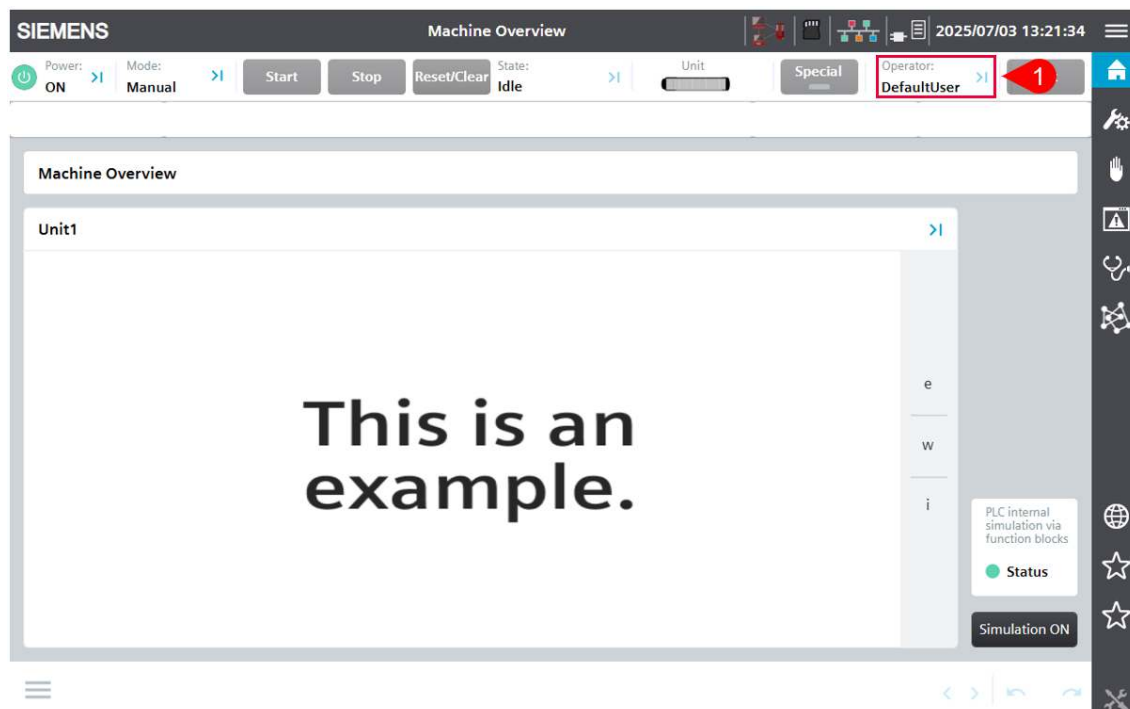 SIEMENS
Machine Overview
2025/07/03 13:21:34
Power:
ON
Mode:
Manual
Start
Stop
Reset/Clear
State:
Idle
Unit
Special
Operator:
DefaultUser
1
Machine Overview
Unit1
This is an
example.
e
w
i
PLC internal
simulation via
function blocks
Status
Simulation ON